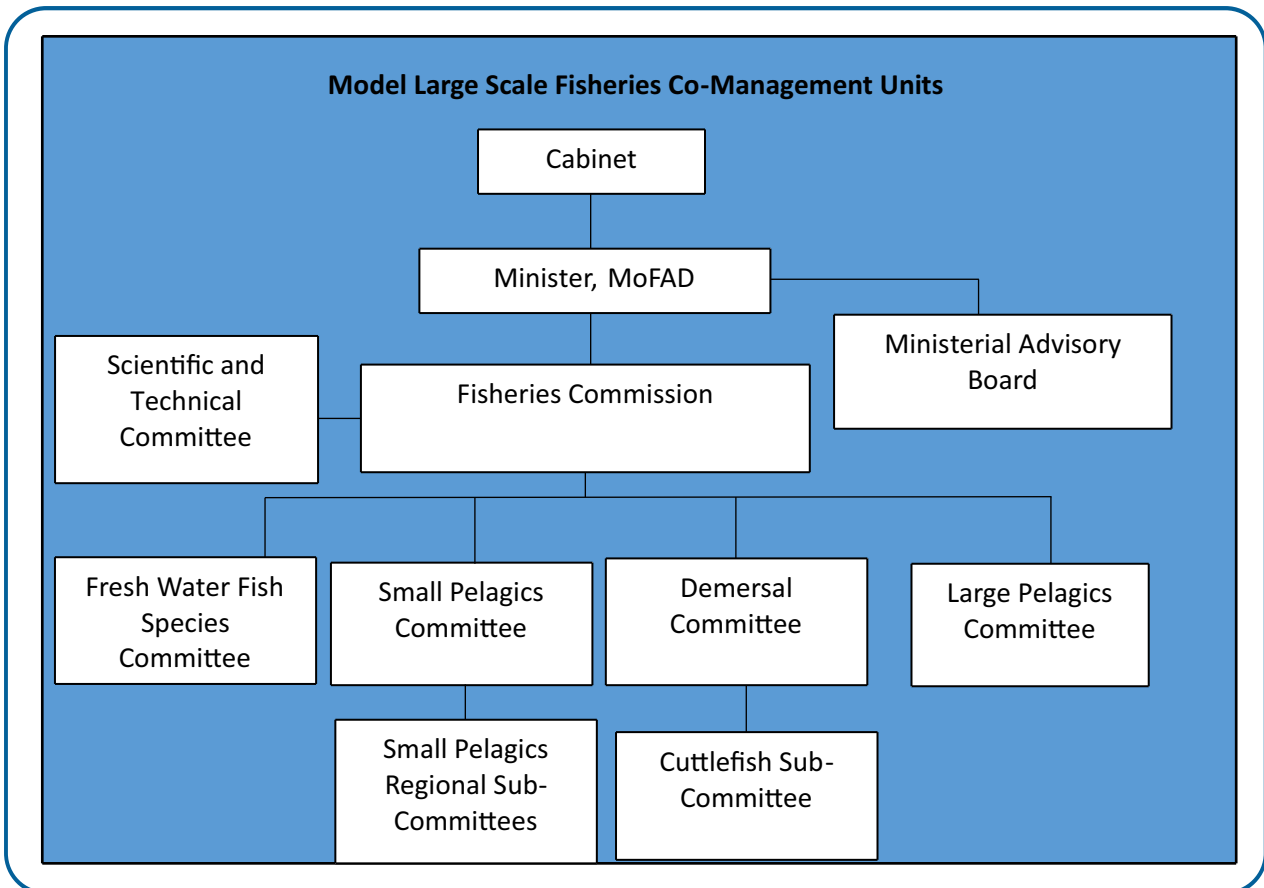 Model Large Scale Fisheries Co-Management Units
Cabinet
Minister, MoFAD
Ministerial Advisory
Board
Scientific and
Technical
Committee
Fisheries Commission
Fresh Water Fish
Species
Committee
Small Pelagics
Committee
Demersal
Committee
Large Pelagics
Committee
Small Pelagics
Regional Sub-
Committees
Cuttlefish Sub-
Committee